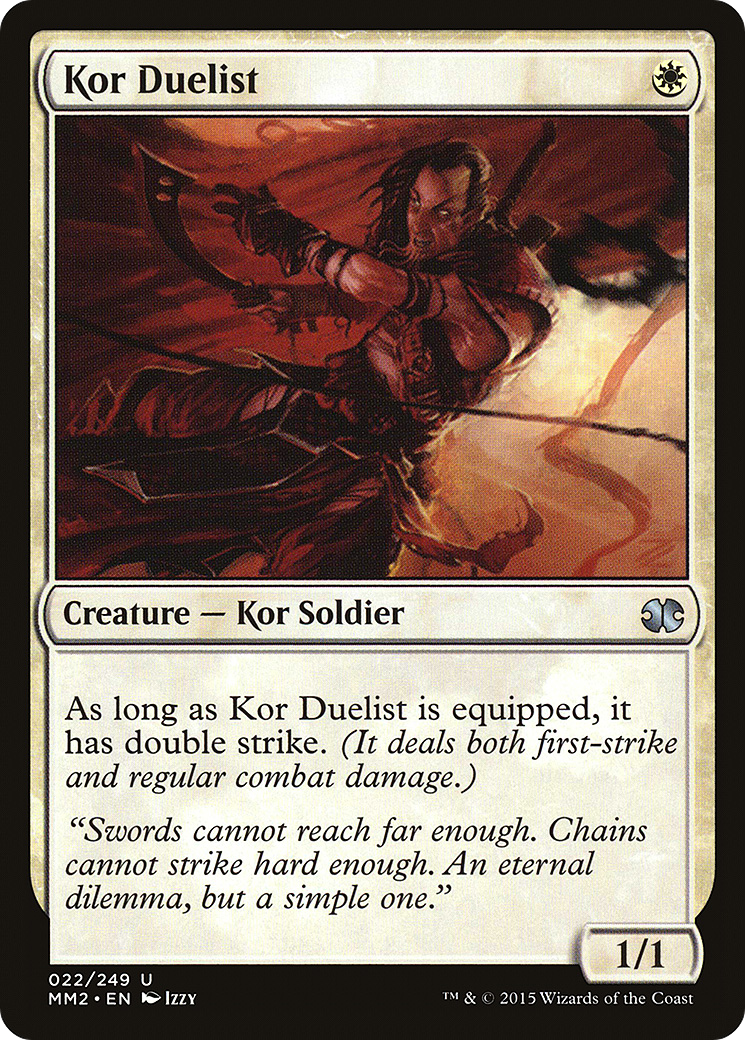 Kor Duelist
Creature — Kor Soldier
As long as Kor Duelist is equipped, it
has double strike. (It deals both first-strike
and regular combat damage.)
“Swords cannot reach far enough. Chains
cannot strike hard enough. An eternal
dilemma, but a simple one.”
1/1
022/249 U
MM2 • EN Izzy
™ & © 2015 Wizards of the Coast